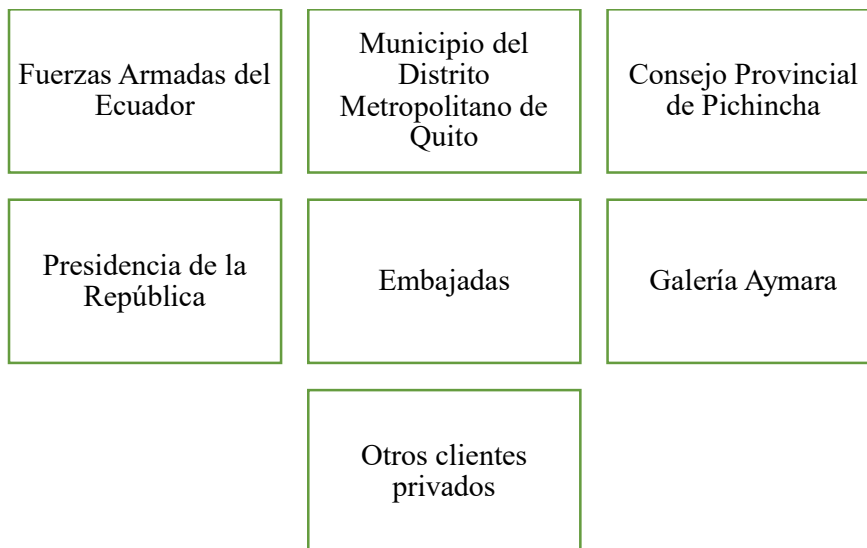 Fuerzas Armadas del
Ecuador
Municipio del
Distrito
Metropolitano de
Quito
Consejo Provincial
de Pichincha
Presidencia de la
República
Embajadas
Galería Aymara
Otros clientes
privados